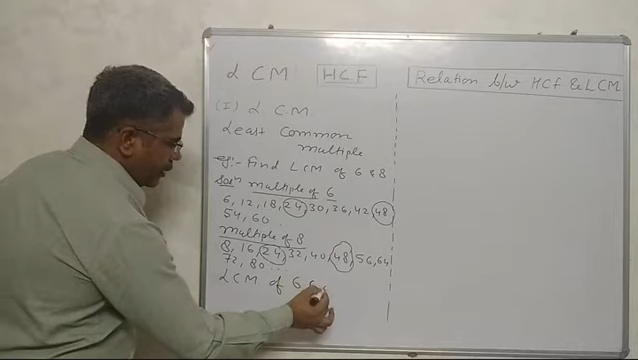 LCM HCF Relation b/w HCF & LCM
(I) LCM
Least Common
multiple
eg:- Find LCM of 6 & 8
Solⁿ multiple of 6
6, 12, 18, 24, 30, 36, 42, 48
54, 60
multiple of 8
8, 16, 24, 32, 40, 48, 56, 64
72, 80...
LCM of 6